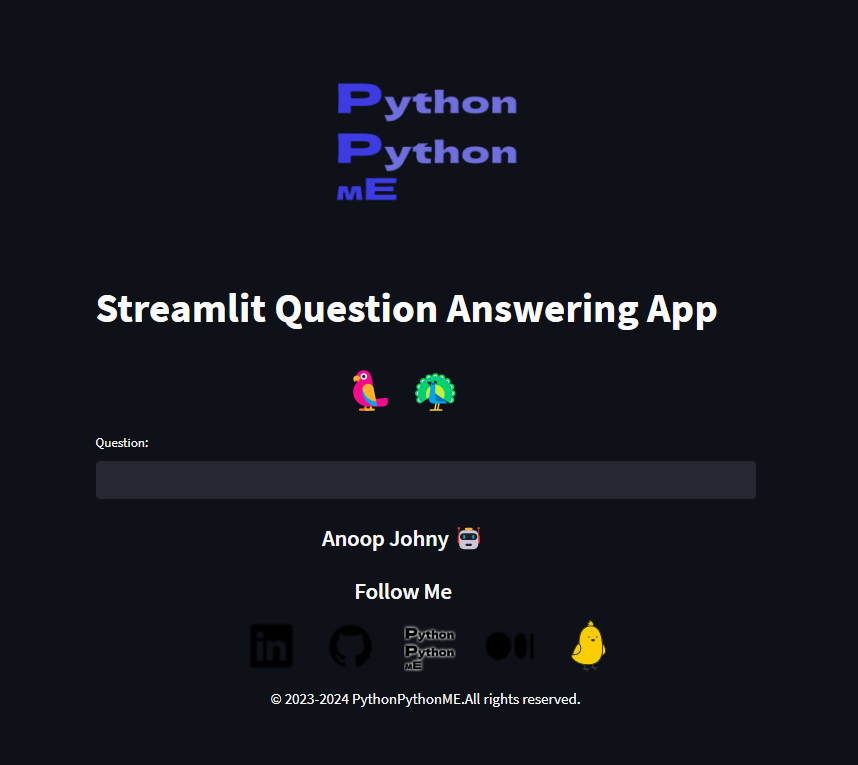 Python
Python
mE
Streamlit Question Answering App
Question:
Anoop Johny
Follow Me
in
Python
Python
mE
© 2023-2024 PythonPythonME.All rights reserved.